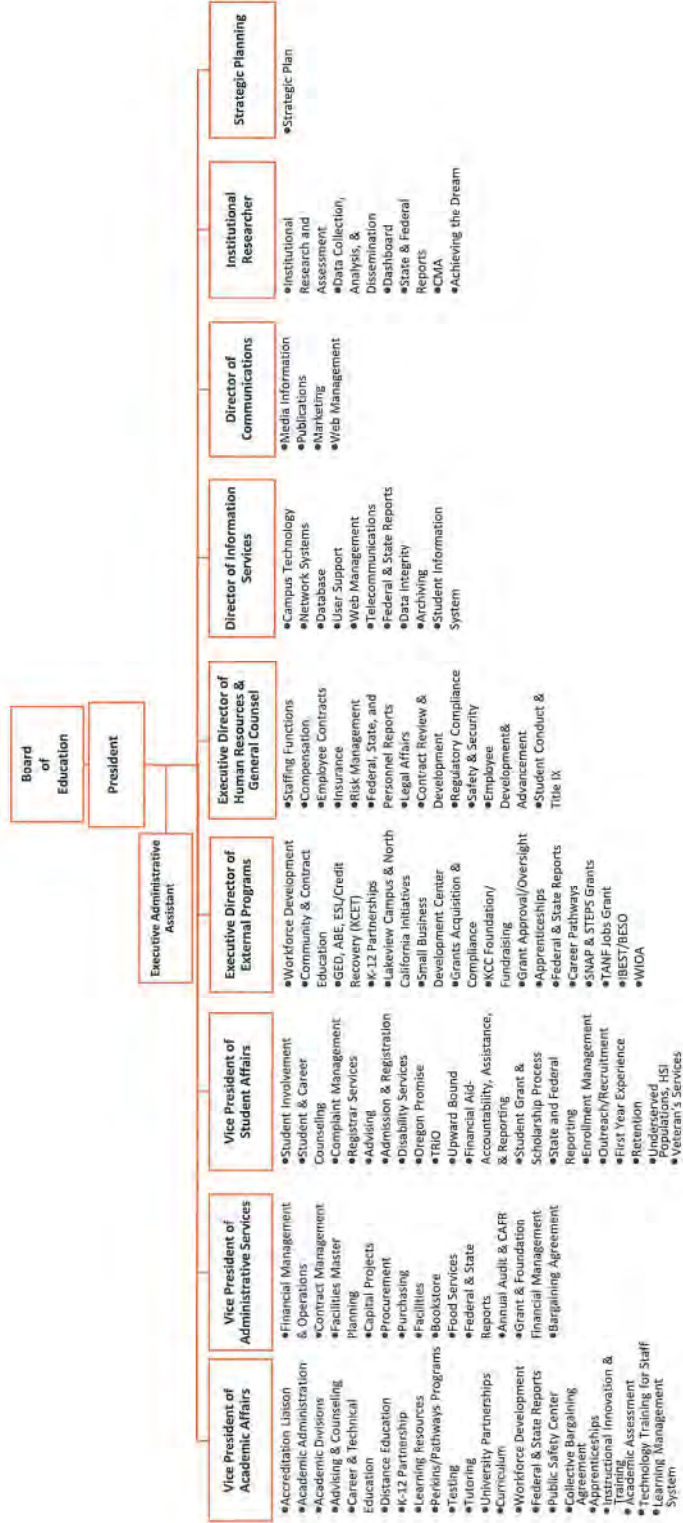 Board
of
Education
President
Executive Administrative
Assistant
Vice President of
Academic Affairs
●Accreditation Liaison
●Academic Administration
●Academic Divisions
●Advising & Counseling
●Career & Technical
Education
●Distance Education
●K-12 Partnership
●Learning Resources
●Perkins/Pathways Programs
●Testing
●Tutoring
●University Partnerships
●Curriculum
●Workforce Development
●Federal & State Reports
●Public Safety Center
●Collective Bargaining
Agreement
●Apprenticeships
●Instructional Innovation &
Training
●Academic Assessment
●Technology Training for Staff
●Learning Management
System
Vice President of
Administrative Services
●Financial Management
& Operations
●Contract Management
●Facilities Master
Planning
●Capital Projects
●Procurement
●Purchasing
●Facilities
●Bookstore
●Food Services
●Federal & State
Reports
●Annual Audit & CAFR
●Grant & Foundation
Financial Management
●Bargaining Agreement
Vice President of
Student Affairs
●Student Involvement
●Student & Career
Counseling
●Complaint Management
●Registrar Services
●Advising
●Admission & Registration
●Disability Services
●Oregon Promise
●TRiO
●Upward Bound
●Financial Aid-
Accountability, Assistance,
& Reporting
●Student Grant &
Scholarship Process
●State and Federal
Reporting
●Enrollment Management
●Outreach/Recruitment
●First Year Experience
●Retention
●Underserved
Populations, HSI
●Veteran's Services
Executive Director of
External Programs
●Workforce Development
●Community & Contract
Education
●GED, ABE, ESL/Credit
Recovery (KCET)
●K-12 Partnerships
●Lakeview Campus & North
California Initiatives
●Small Business
Development Center
●Grants Acquisition &
Compliance
●KCC Foundation/
Fundraising
●Grant Approval/Oversight
●Apprenticeships
●Federal & State Reports
●Career Pathways
●SNAP & STEPS Grants
●TANF Jobs Grant
●IBEST/BESO
●WIOA
Executive Director of
Human Resources &
General Counsel
●Staffing Functions
●Compensation
●Employee Contracts
●Insurance
●Risk Management
●Federal, State, and
Personnel Reports
●Legal Affairs
●Contract Review &
Development
●Regulatory Compliance
●Safety & Security
●Employee
Development&
Advancement
●Student Conduct &
Title IX
Director of Information
Services
●Campus Technology
●Network Systems
●Database
●User Support
●Web Management
●Telecommunications
●Federal & State Reports
●Data Integrity
●Archiving
●Student Information
System
Director of
Communications
●Media Information
●Publications
●Marketing
●Web Management
Institutional
Researcher
●Institutional
Research and
Assessment
●Data Collection,
Analysis, &
Dissemination
●Dashboard
●State & Federal
Reports
●CMA
●Achieving the Dream
Strategic Planning
●Strategic Plan